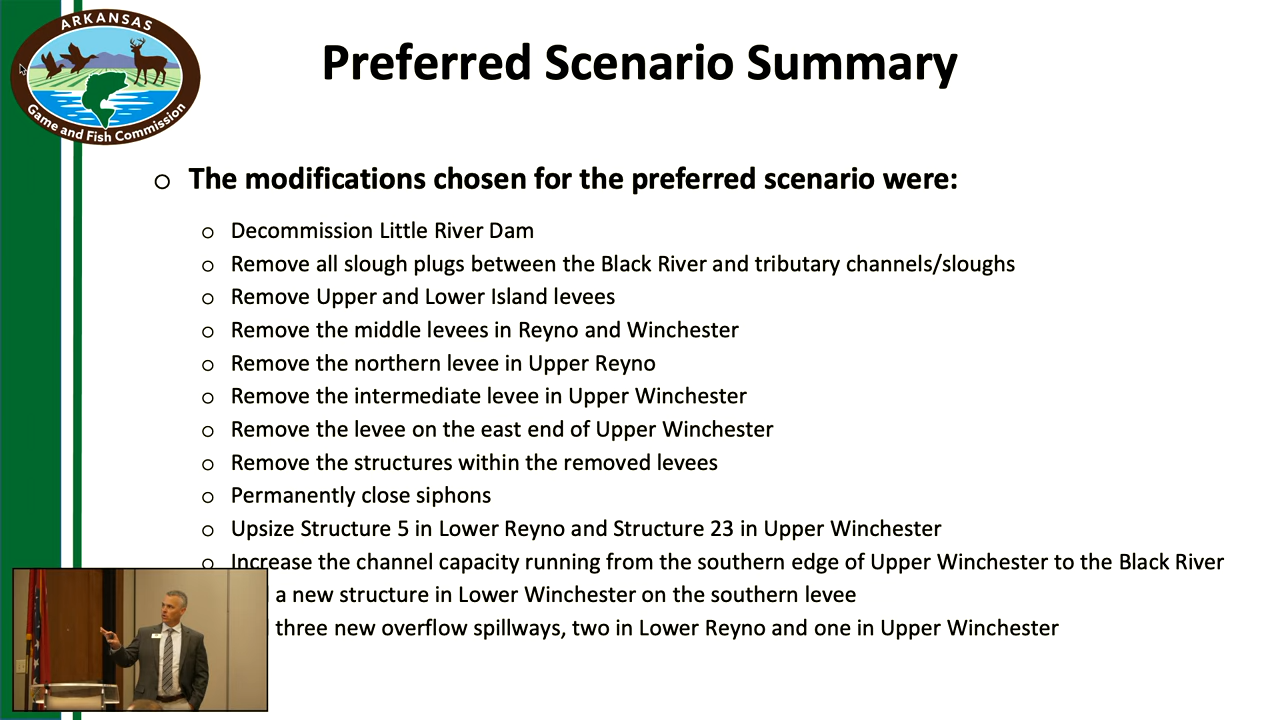 ARKANSAS
Game and Fish Commission
Preferred Scenario Summary
The modifications chosen for the preferred scenario were:
Decommission Little River Dam
Remove all slough plugs between the Black River and tributary channels/sloughs
Remove Upper and Lower Island levees
Remove the middle levees in Reyno and Winchester
Remove the northern levee in Upper Reyno
Remove the intermediate levee in Upper Winchester
Remove the levee on the east end of Upper Winchester
Remove the structures within the removed levees
Permanently close siphons
Upsize Structure 5 in Lower Reyno and Structure 23 in Upper Winchester
Increase the channel capacity running from the southern edge of Upper Winchester to the Black River
a new structure in Lower Winchester on the southern levee
three new overflow spillways, two in Lower Reyno and one in Upper Winchester